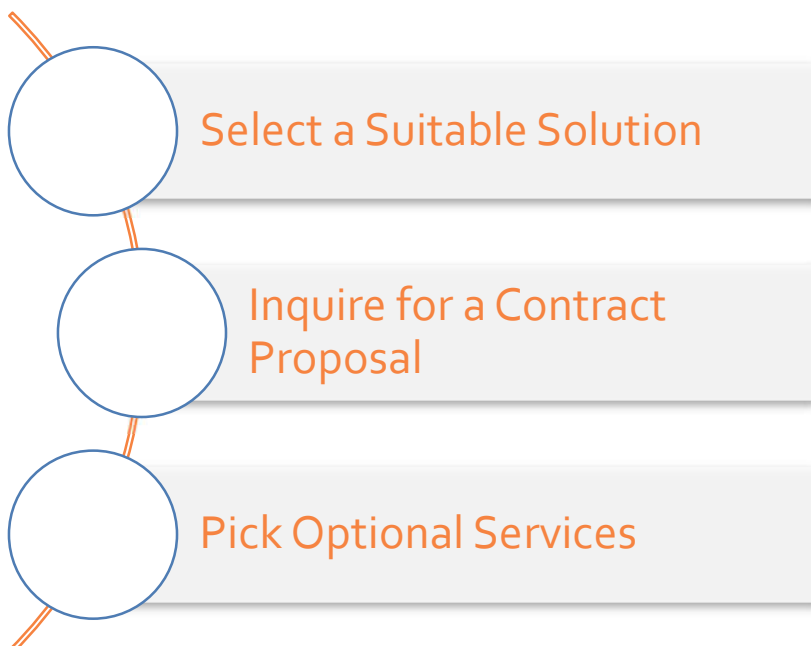 Select a Suitable Solution
Inquire for a Contract
Proposal
Pick Optional Services